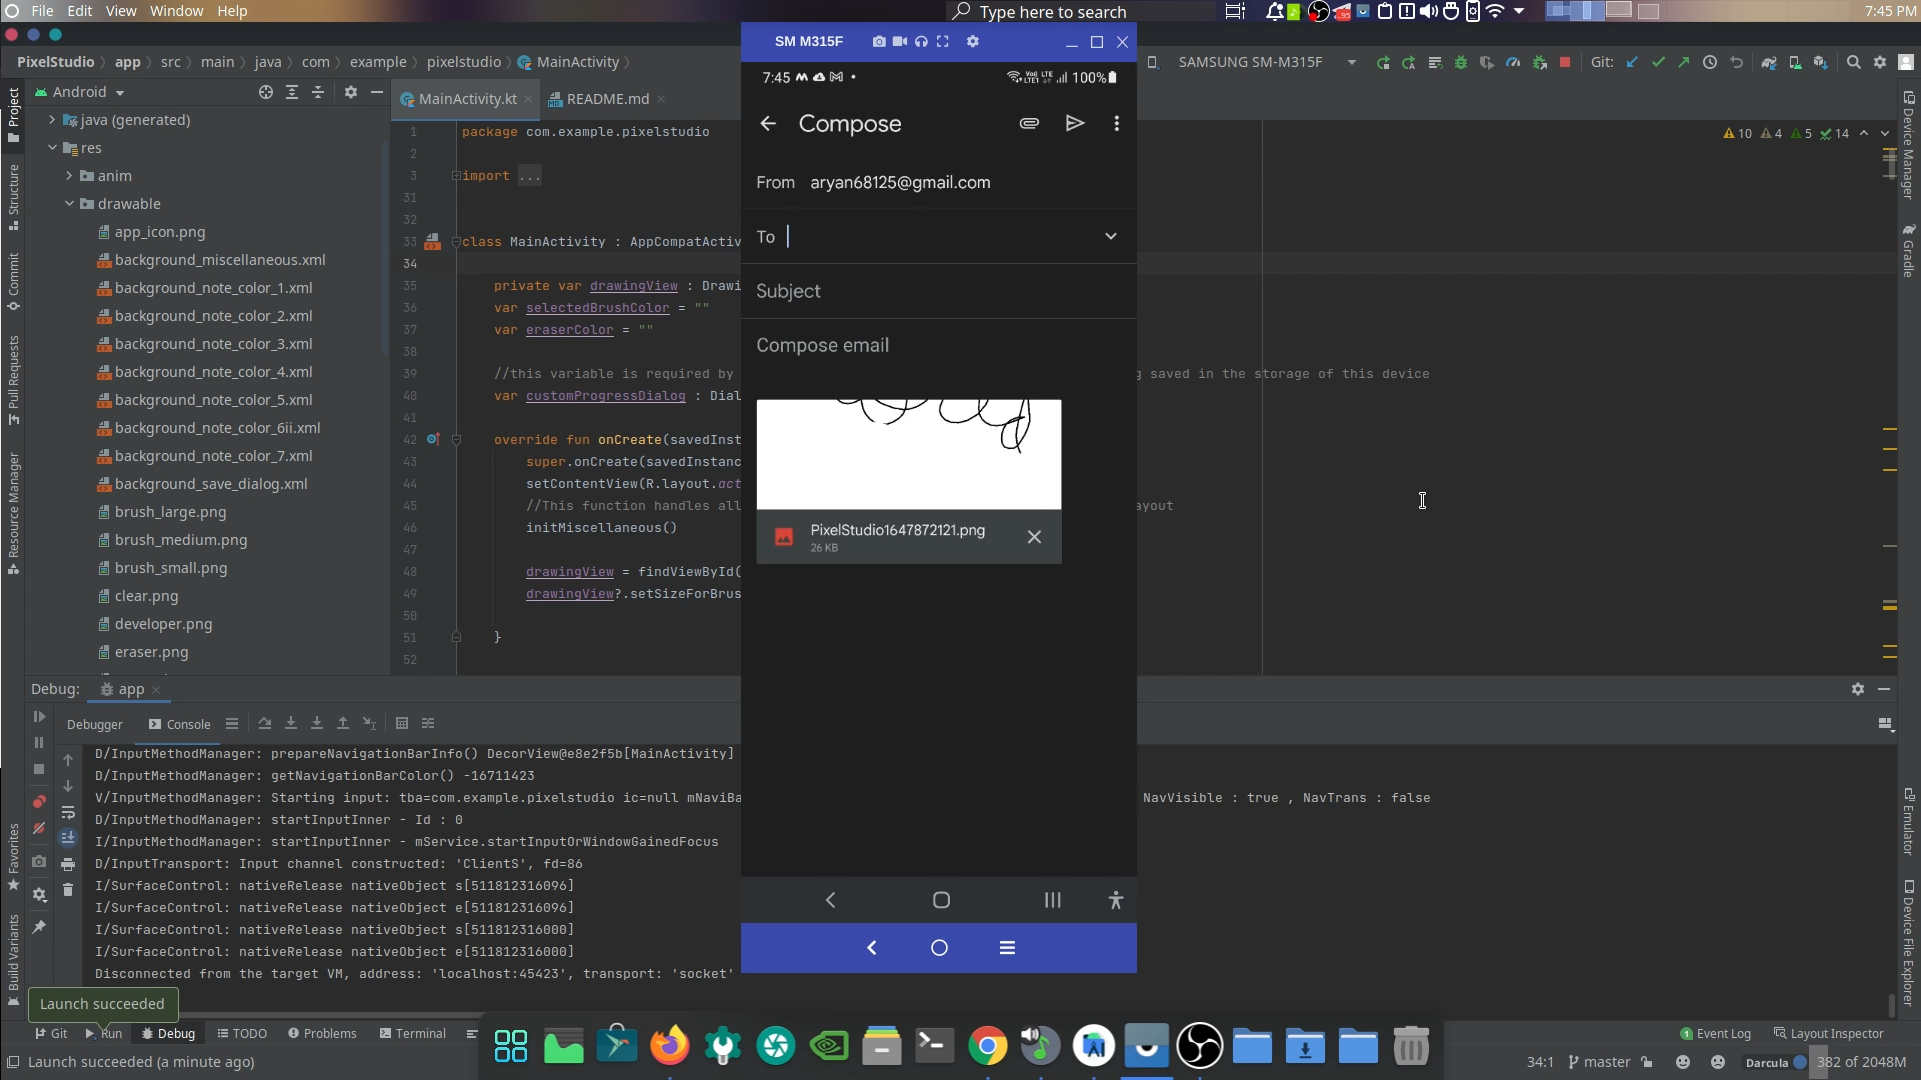 File Edit View Window Help
Type here to search
7:45 PM
SM M315F
PixelStudio app src main java com example pixelstudio MainActivity
SAMSUNG SM-M315F
Git:
Android
MainActivity.kt
README.md
Project
Structure
Commit
Pull Requests
Resource Manager
Favorites
Build Variants
java (generated)
res
anim
drawable
app_icon.png
background_miscellaneous.xml
background_note_color_1.xml
background_note_color_2.xml
background_note_color_3.xml
background_note_color_4.xml
background_note_color_5.xml
background_note_color_6ii.xml
background_note_color_7.xml
background_save_dialog.xml
brush_large.png
brush_medium.png
brush_small.png
clear.png
developer.png
eraser.png
1 package com.example.pixelstudio
2
3 import ...
31
32
33 class MainActivity : AppCompatActiv
34
35 private var drawingView : Drawi
36 var selectedBrushColor = ""
37 var eraserColor = ""
38
39 //this variable is required by g saved in the storage of this device
40 var customProgressDialog : Dial
41
42 override fun onCreate(savedInst
43 super.onCreate(savedInstanc
44 setContentView(R.layout.act
45 //This function handles all ayout
46 initMiscellaneous()
47
48 drawingView = findViewById(
49 drawingView?.setSizeForBrus
50
51 }
52
10 4 5 14
Device Manager
Gradle
Emulator
Device File Explorer
7:45 100%
Compose
From aryan68125@gmail.com
To
Subject
Compose email
PixelStudio1647872121.png
26 KB
Debug: app
Debugger Console
D/InputMethodManager: prepareNavigationBarInfo() DecorView@e8e2f5b[MainActivity]
D/InputMethodManager: getNavigationBarColor() -16711423
V/InputMethodManager: Starting input: tba=com.example.pixelstudio ic=null mNaviBa NavVisible : true , NavTrans : false
D/InputMethodManager: startInputInner - Id : 0
I/InputMethodManager: startInputInner - mService.startInputOrWindowGainedFocus
D/InputTransport: Input channel constructed: 'ClientS', fd=86
I/SurfaceControl: nativeRelease nativeObject s[511812316096]
I/SurfaceControl: nativeRelease nativeObject e[511812316096]
I/SurfaceControl: nativeRelease nativeObject s[511812316000]
I/SurfaceControl: nativeRelease nativeObject e[511812316000]
Disconnected from the target VM, address: 'localhost:45423', transport: 'socket'
Launch succeeded
Git Run Debug TODO Problems Terminal
1 Event Log Layout Inspector
Launch succeeded (a minute ago)
34:1 master Darcula 382 of 2048M